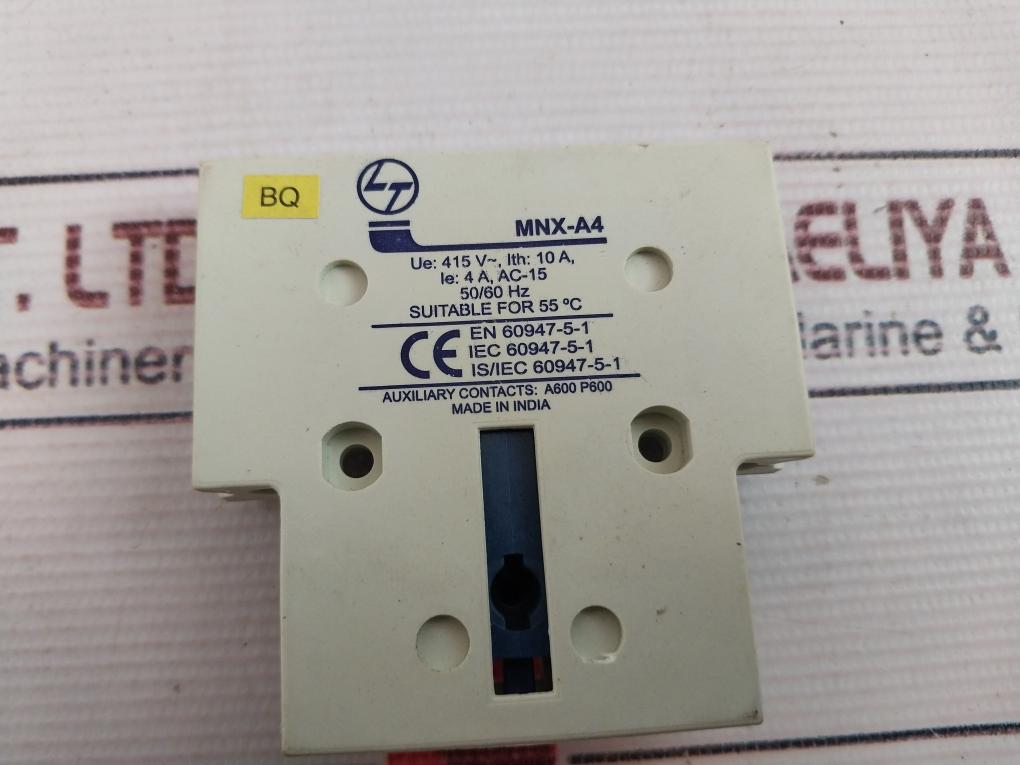 BQ
LT
MNX-A4
Ue: 415 V~, Ith: 10 A,
Ie: 4 A, AC-15
50/60 Hz
SUITABLE FOR 55 ºC
CE
EN 60947-5-1
IEC 60947-5-1
IS/IEC 60947-5-1
AUXILIARY CONTACTS: A600 P600
MADE IN INDIA
T. LTD
AELIYA
achiner
Marine &